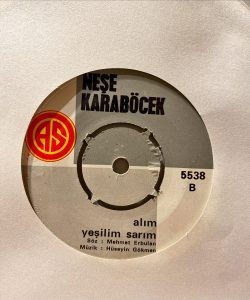 NEŞE
KARABÖCEK
AS
5538
B
alım
yeşilim sarım
Söz : Mehmet Erbulan
Müzik : Hüseyin Gökmen